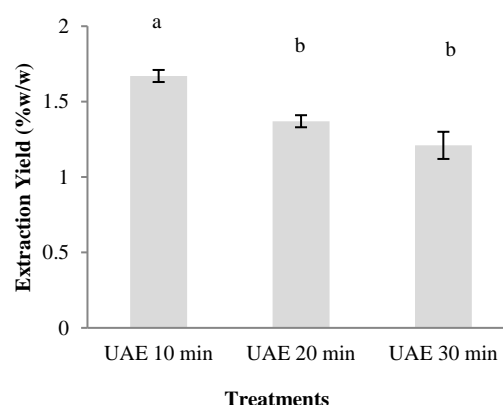 2
a
b
b
1.5
1
0.5
0
Extraction Yield (%w/w)
UAE 10 min UAE 20 min UAE 30 min
Treatments